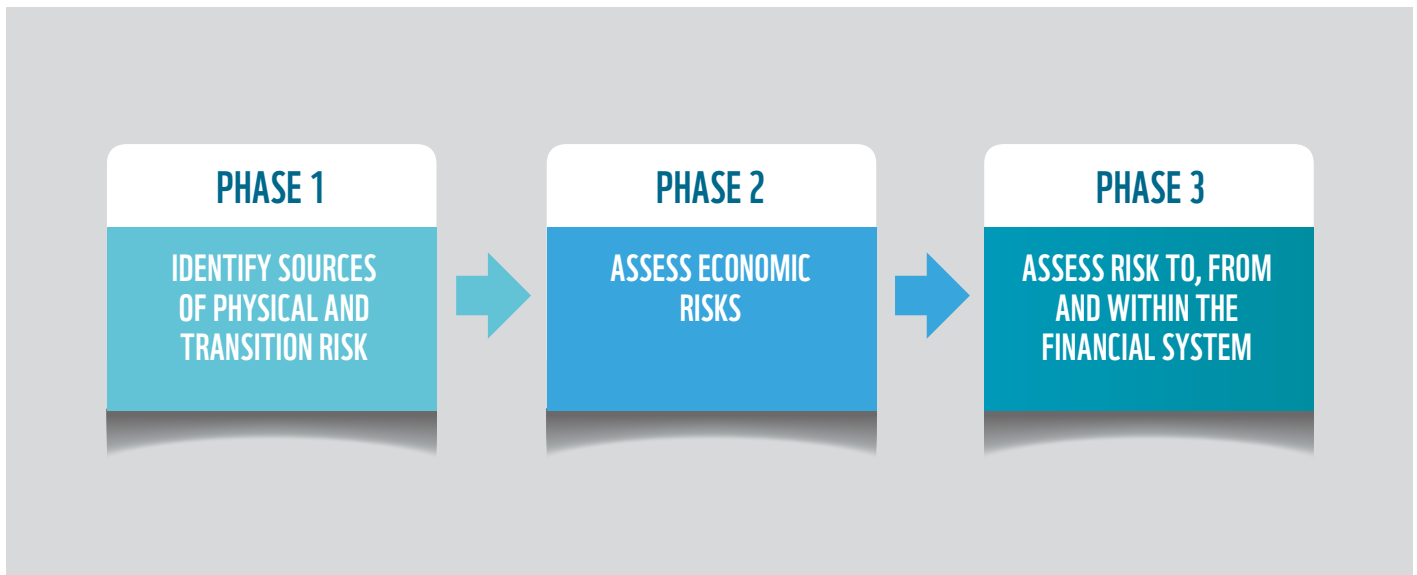 PHASE 1
IDENTIFY SOURCES
OF PHYSICAL AND
TRANSITION RISK
PHASE 2
ASSESS ECONOMIC
RISKS
PHASE 3
ASSESS RISK TO, FROM
AND WITHIN THE
FINANCIAL SYSTEM